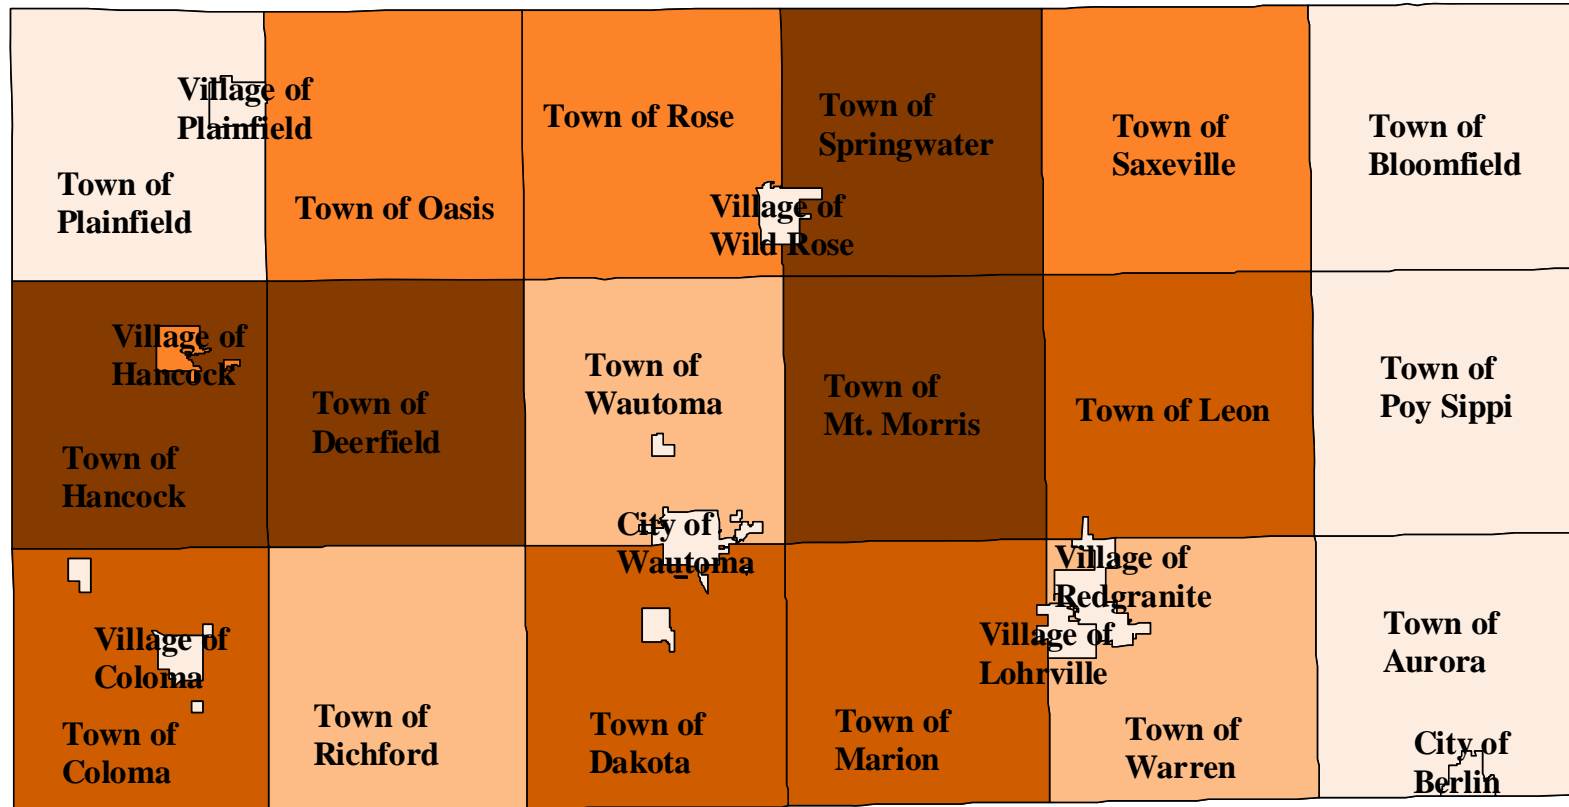 Village of
Plainfield
Town of
Plainfield
Town of Oasis
Town of Rose
Town of
Springwater
Village of
Wild Rose
Town of
Saxeville
Town of
Bloomfield
Village of
Hancock
Town of
Hancock
Town of
Deerfield
Town of
Wautoma
City of
Wautoma
Town of
Mt. Morris
Town of Leon
Town of
Poy Sippi
Village of
Coloma
Town of
Coloma
Town of
Richford
Town of
Dakota
Town of
Marion
Village of
Redgranite
Village of
Lohrville
Town of
Warren
Town of
Aurora
City of
Berlin